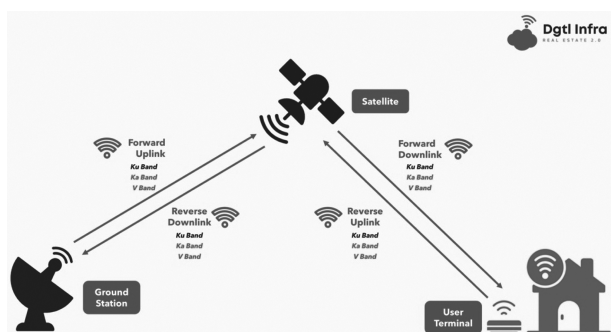 Dgtl Infra
REAL ESTATE 2.0
Satellite
Forward
Uplink
Ku Band
Ka Band
V Band
Forward
Downlink
Ku Band
Ka Band
V Band
Reverse
Downlink
Ku Band
Ka Band
V Band
Reverse
Uplink
Ku Band
Ka Band
V Band
Ground
Station
User
Terminal